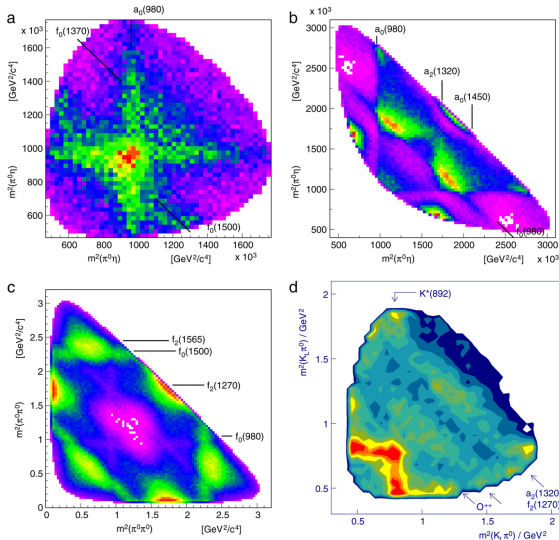 a
a₀(980)
f₀(1370)
× 10³
1600
1400
1200
1000
800
600
[GeV²/c⁴]
m²(π⁰η)
f₀(1500)
600 800 1000 1200 1400 1600
m²(π⁰η) [GeV²/c⁴] × 10³
b
a₀(980)
a₂(1320)
a₀(1450)
× 10³
3000
2500
2000
1500
1000
500
[GeV²/c⁴]
m²(π⁰η)
f₀(980)
500 1000 1500 2000 2500 3000
m²(π⁰η) [GeV²/c⁴] × 10³
c
3
2.5
2
1.5
1
0.5
0
[GeV²/c⁴]
m²(π⁰π⁰)
f₂(1565)
f₀(1500)
f₂(1270)
f₀(980)
0 0.5 1 1.5 2 2.5 3
m²(π⁰π⁰) [GeV²/c⁴]
d
K*(892)
2
1.5
1
0.5
m²(K_Lπ⁰) / GeV²
a₂(1320)
f₂(1270)
O⁺⁺
0.5 1 1.5 2
m²(K_Lπ⁰) / GeV²